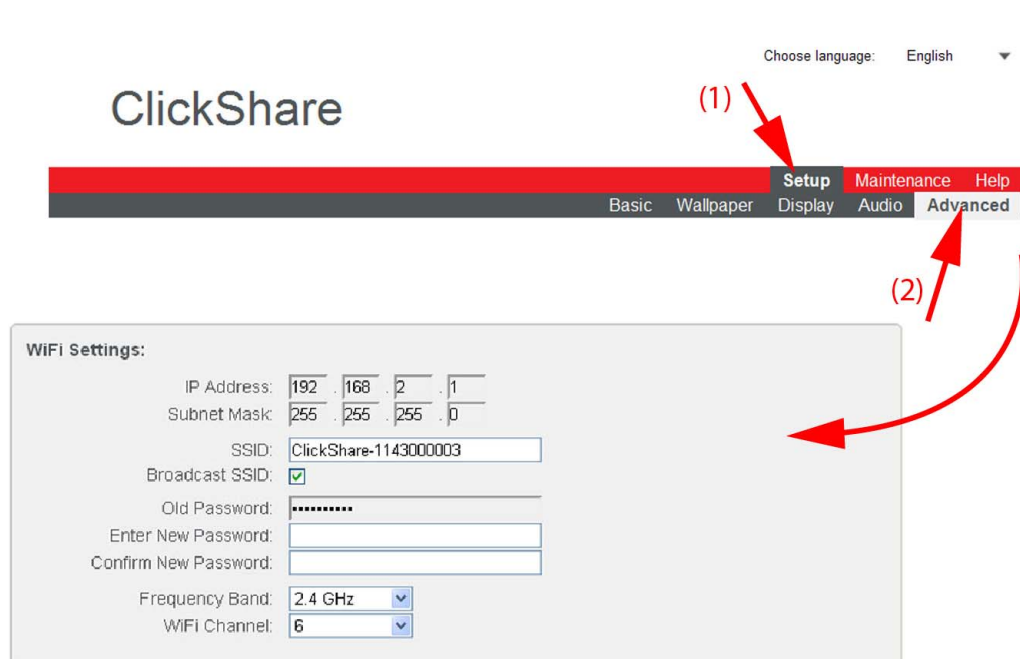 Choose language: English
ClickShare
(1)
Setup Maintenance Help
Basic Wallpaper Display Audio Advanced
(2)
WiFi Settings:
IP Address: 192 . 168 . 2 . 1
Subnet Mask: 255 . 255 . 255 . 0
SSID: ClickShare-1143000003
Broadcast SSID:
Old Password: ••••••••••
Enter New Password:
Confirm New Password:
Frequency Band: 2.4 GHz
WiFi Channel: 6